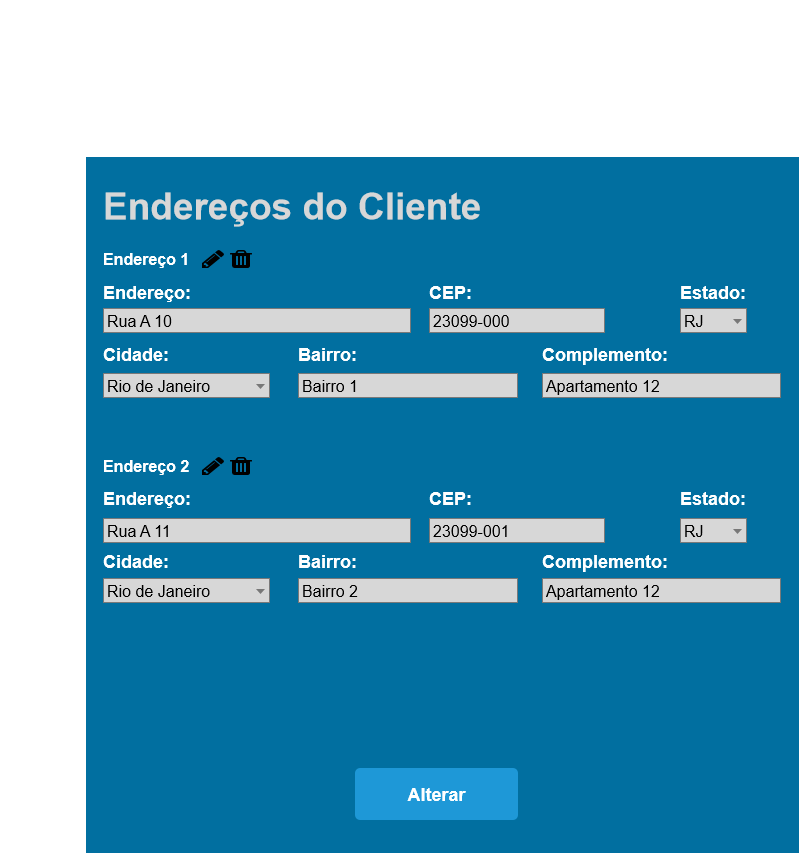 Endereços do Cliente
Endereço 1
Endereço: CEP: Estado:
Rua A 10 23099-000 RJ
Cidade: Bairro: Complemento:
Rio de Janeiro Bairro 1 Apartamento 12
Endereço 2
Endereço: CEP: Estado:
Rua A 11 23099-001 RJ
Cidade: Bairro: Complemento:
Rio de Janeiro Bairro 2 Apartamento 12
Alterar